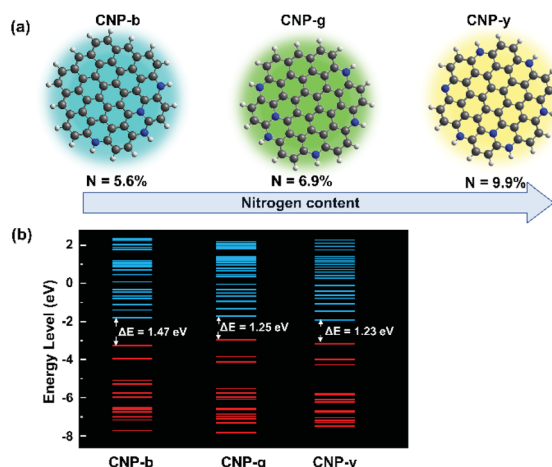 (a)
CNP-b
CNP-g
CNP-y
N = 5.6%
N = 6.9%
N = 9.9%
Nitrogen content
(b)
Energy Level (eV)
2
0
-2
-4
-6
-8
ΔE = 1.47 eV
ΔE = 1.25 eV
ΔE = 1.23 eV
CNP-b
CNP-g
CNP-y